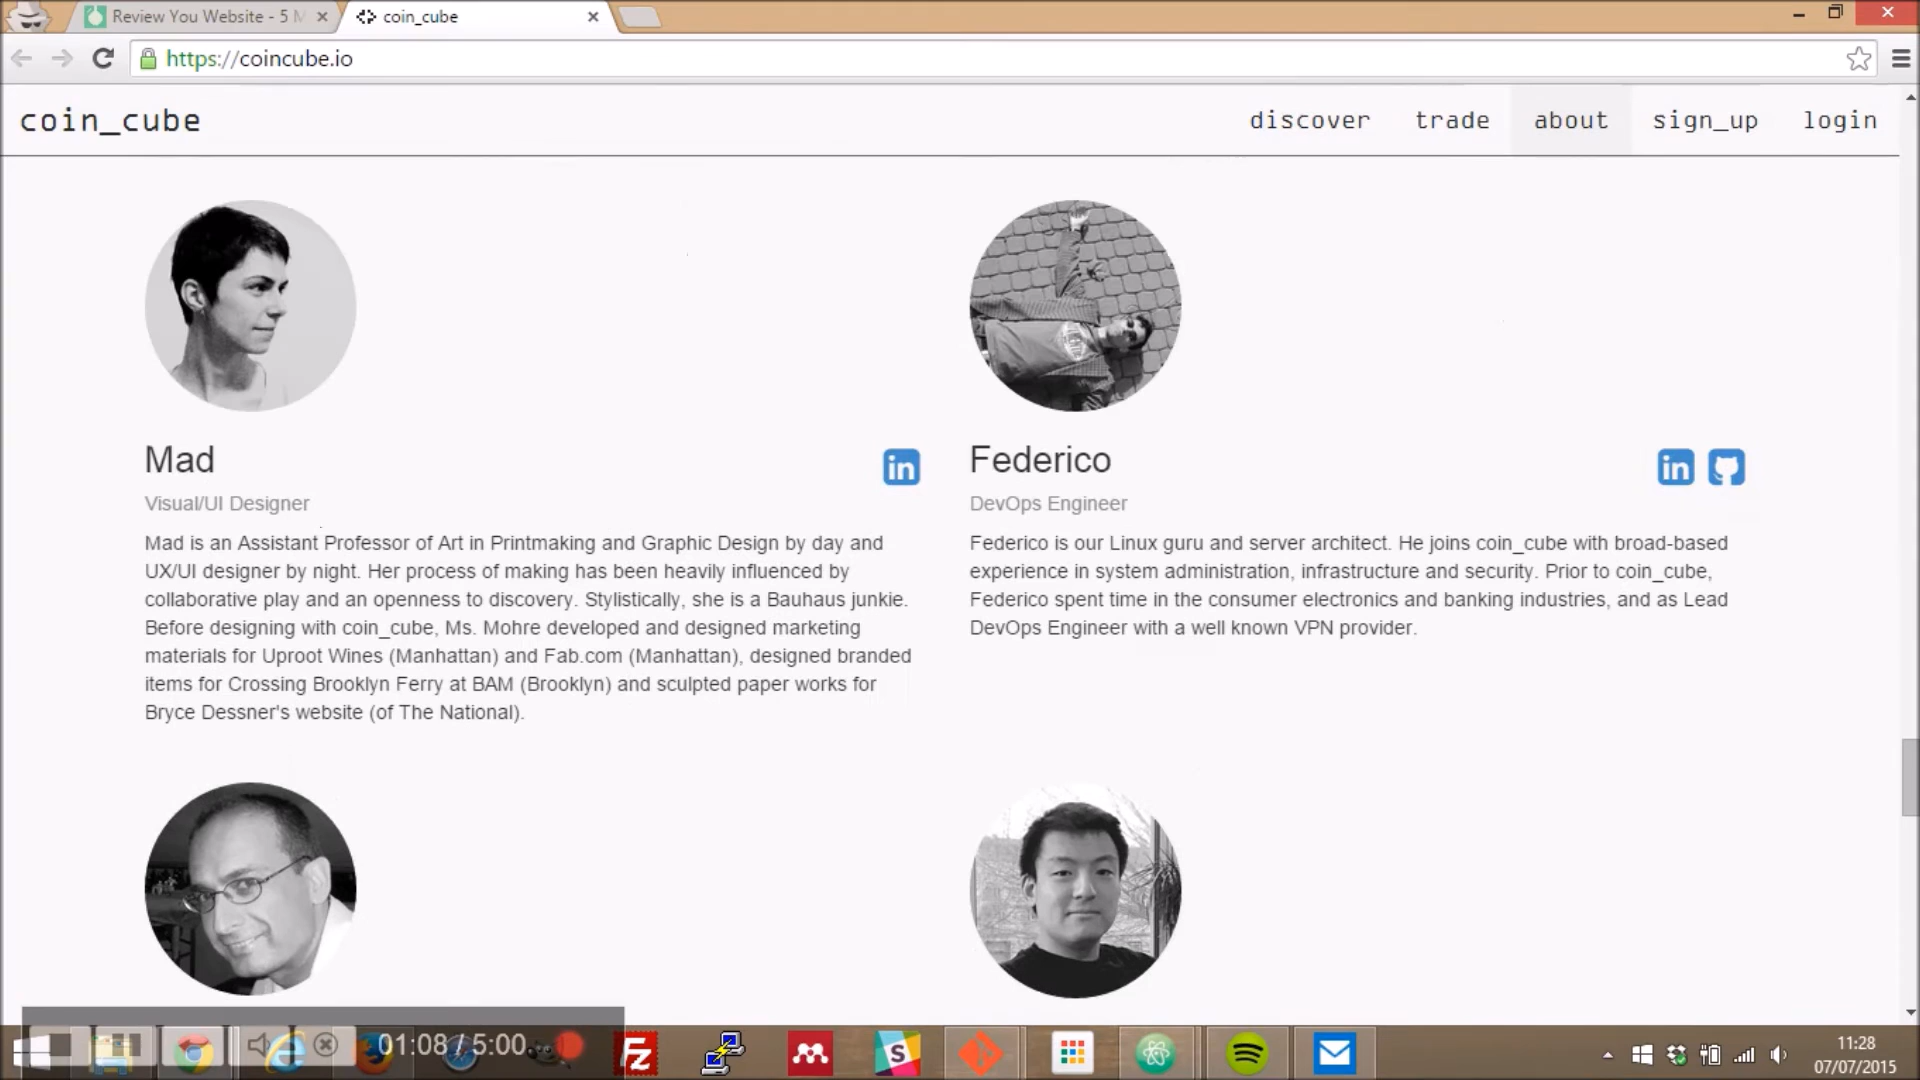 Review You Website - 5 M
coin_cube
https://coincube.io
coin_cube
discover trade about sign_up login
Mad
Visual/UI Designer
Mad is an Assistant Professor of Art in Printmaking and Graphic Design by day and
UX/UI designer by night. Her process of making has been heavily influenced by
collaborative play and an openness to discovery. Stylistically, she is a Bauhaus junkie.
Before designing with coin_cube, Ms. Mohre developed and designed marketing
materials for Uproot Wines (Manhattan) and Fab.com (Manhattan), designed branded
items for Crossing Brooklyn Ferry at BAM (Brooklyn) and sculpted paper works for
Bryce Dessner's website (of The National).
in
Federico
DevOps Engineer
Federico is our Linux guru and server architect. He joins coin_cube with broad-based
experience in system administration, infrastructure and security. Prior to coin_cube,
Federico spent time in the consumer electronics and banking industries, and as Lead
DevOps Engineer with a well known VPN provider.
in
01:08 / 5:00
FZ
S
11:28
07/07/2015